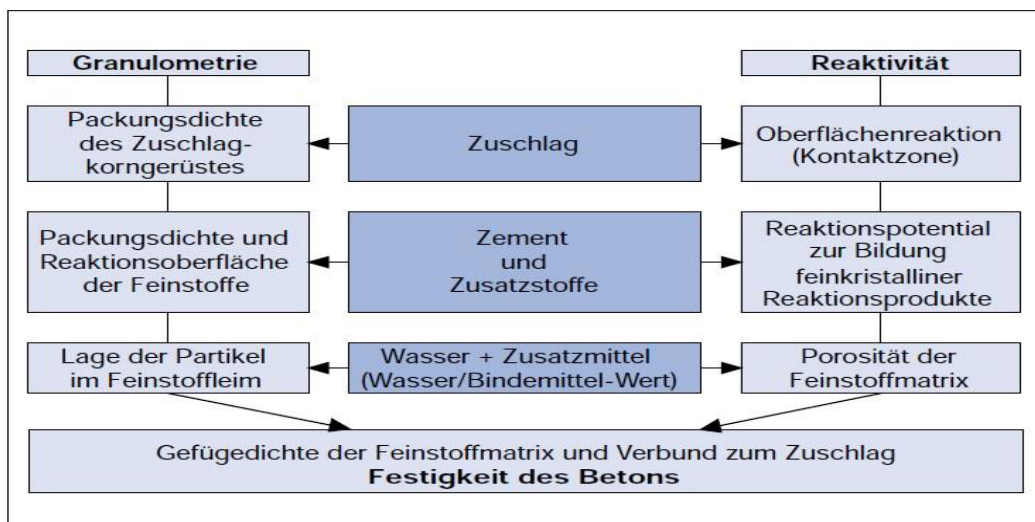 Granulometrie
Reaktivität
Packungsdichte
des Zuschlag-
korngerüstes
Zuschlag
Oberflächenreaktion
(Kontaktzone)
Packungsdichte und
Reaktionsoberfläche
der Feinstoffe
Zement
und
Zusatzstoffe
Reaktionspotential
zur Bildung
feinkristalliner
Reaktionsprodukte
Lage der Partikel
im Feinstoffleim
Wasser + Zusatzmittel
(Wasser/Bindemittel-Wert)
Porosität der
Feinstoffmatrix
Gefügedichte der Feinstoffmatrix und Verbund zum Zuschlag
Festigkeit des Betons